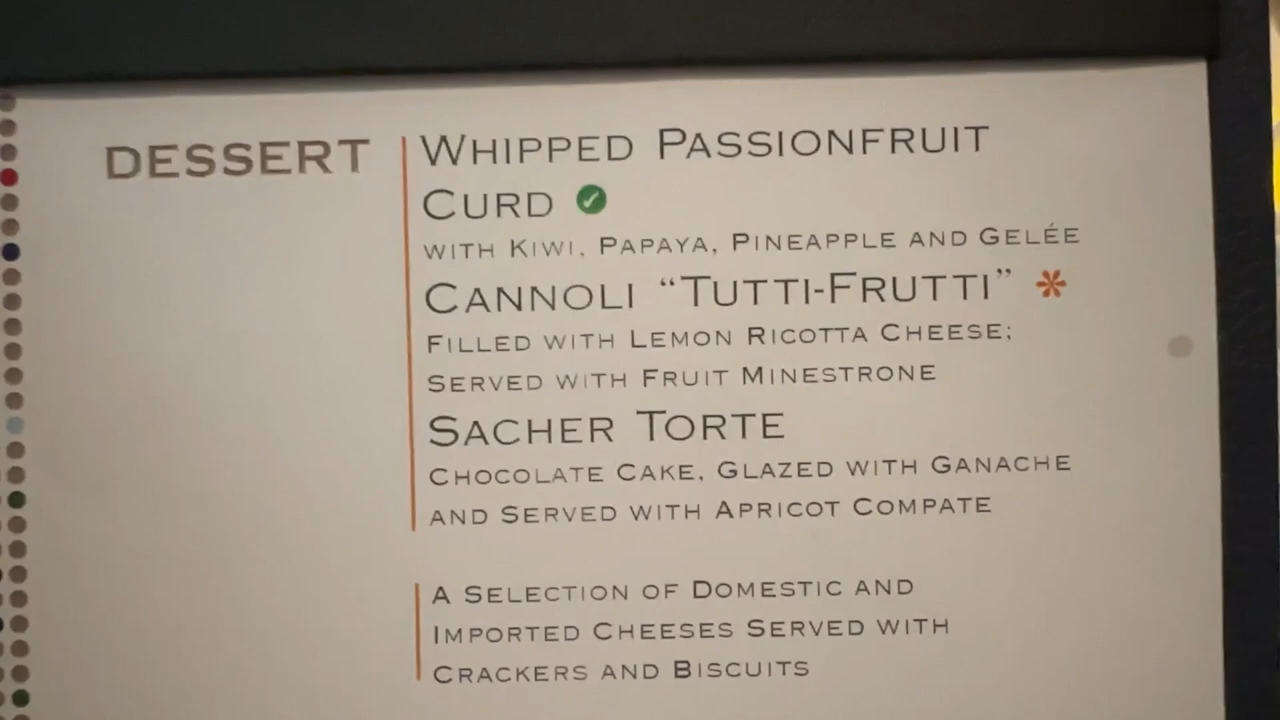 DESSERT
WHIPPED PASSIONFRUIT
CURD
WITH KIWI, PAPAYA, PINEAPPLE AND GELÉE
CANNOLI “TUTTI-FRUTTI” *
FILLED WITH LEMON RICOTTA CHEESE;
SERVED WITH FRUIT MINESTRONE
SACHER TORTE
CHOCOLATE CAKE, GLAZED WITH GANACHE
AND SERVED WITH APRICOT COMPATE
A SELECTION OF DOMESTIC AND
IMPORTED CHEESES SERVED WITH
CRACKERS AND BISCUITS